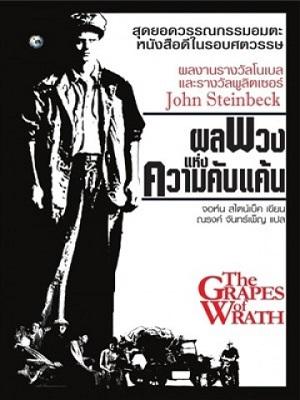 สุดยอดวรรณกรรมอมตะ
หนังสือดีในรอบศตวรรษ
ผลงานรางวัลโนเบล
และรางวัลพูลิตเซอร์
John Steinbeck
ผลพวง
แห่ง
ความคับแค้น
จอห์น สไตน์เบ็ค เขียน
ณรงค์ จันทร์เพ็ญ แปล
The
GRAPES
of
WRATH